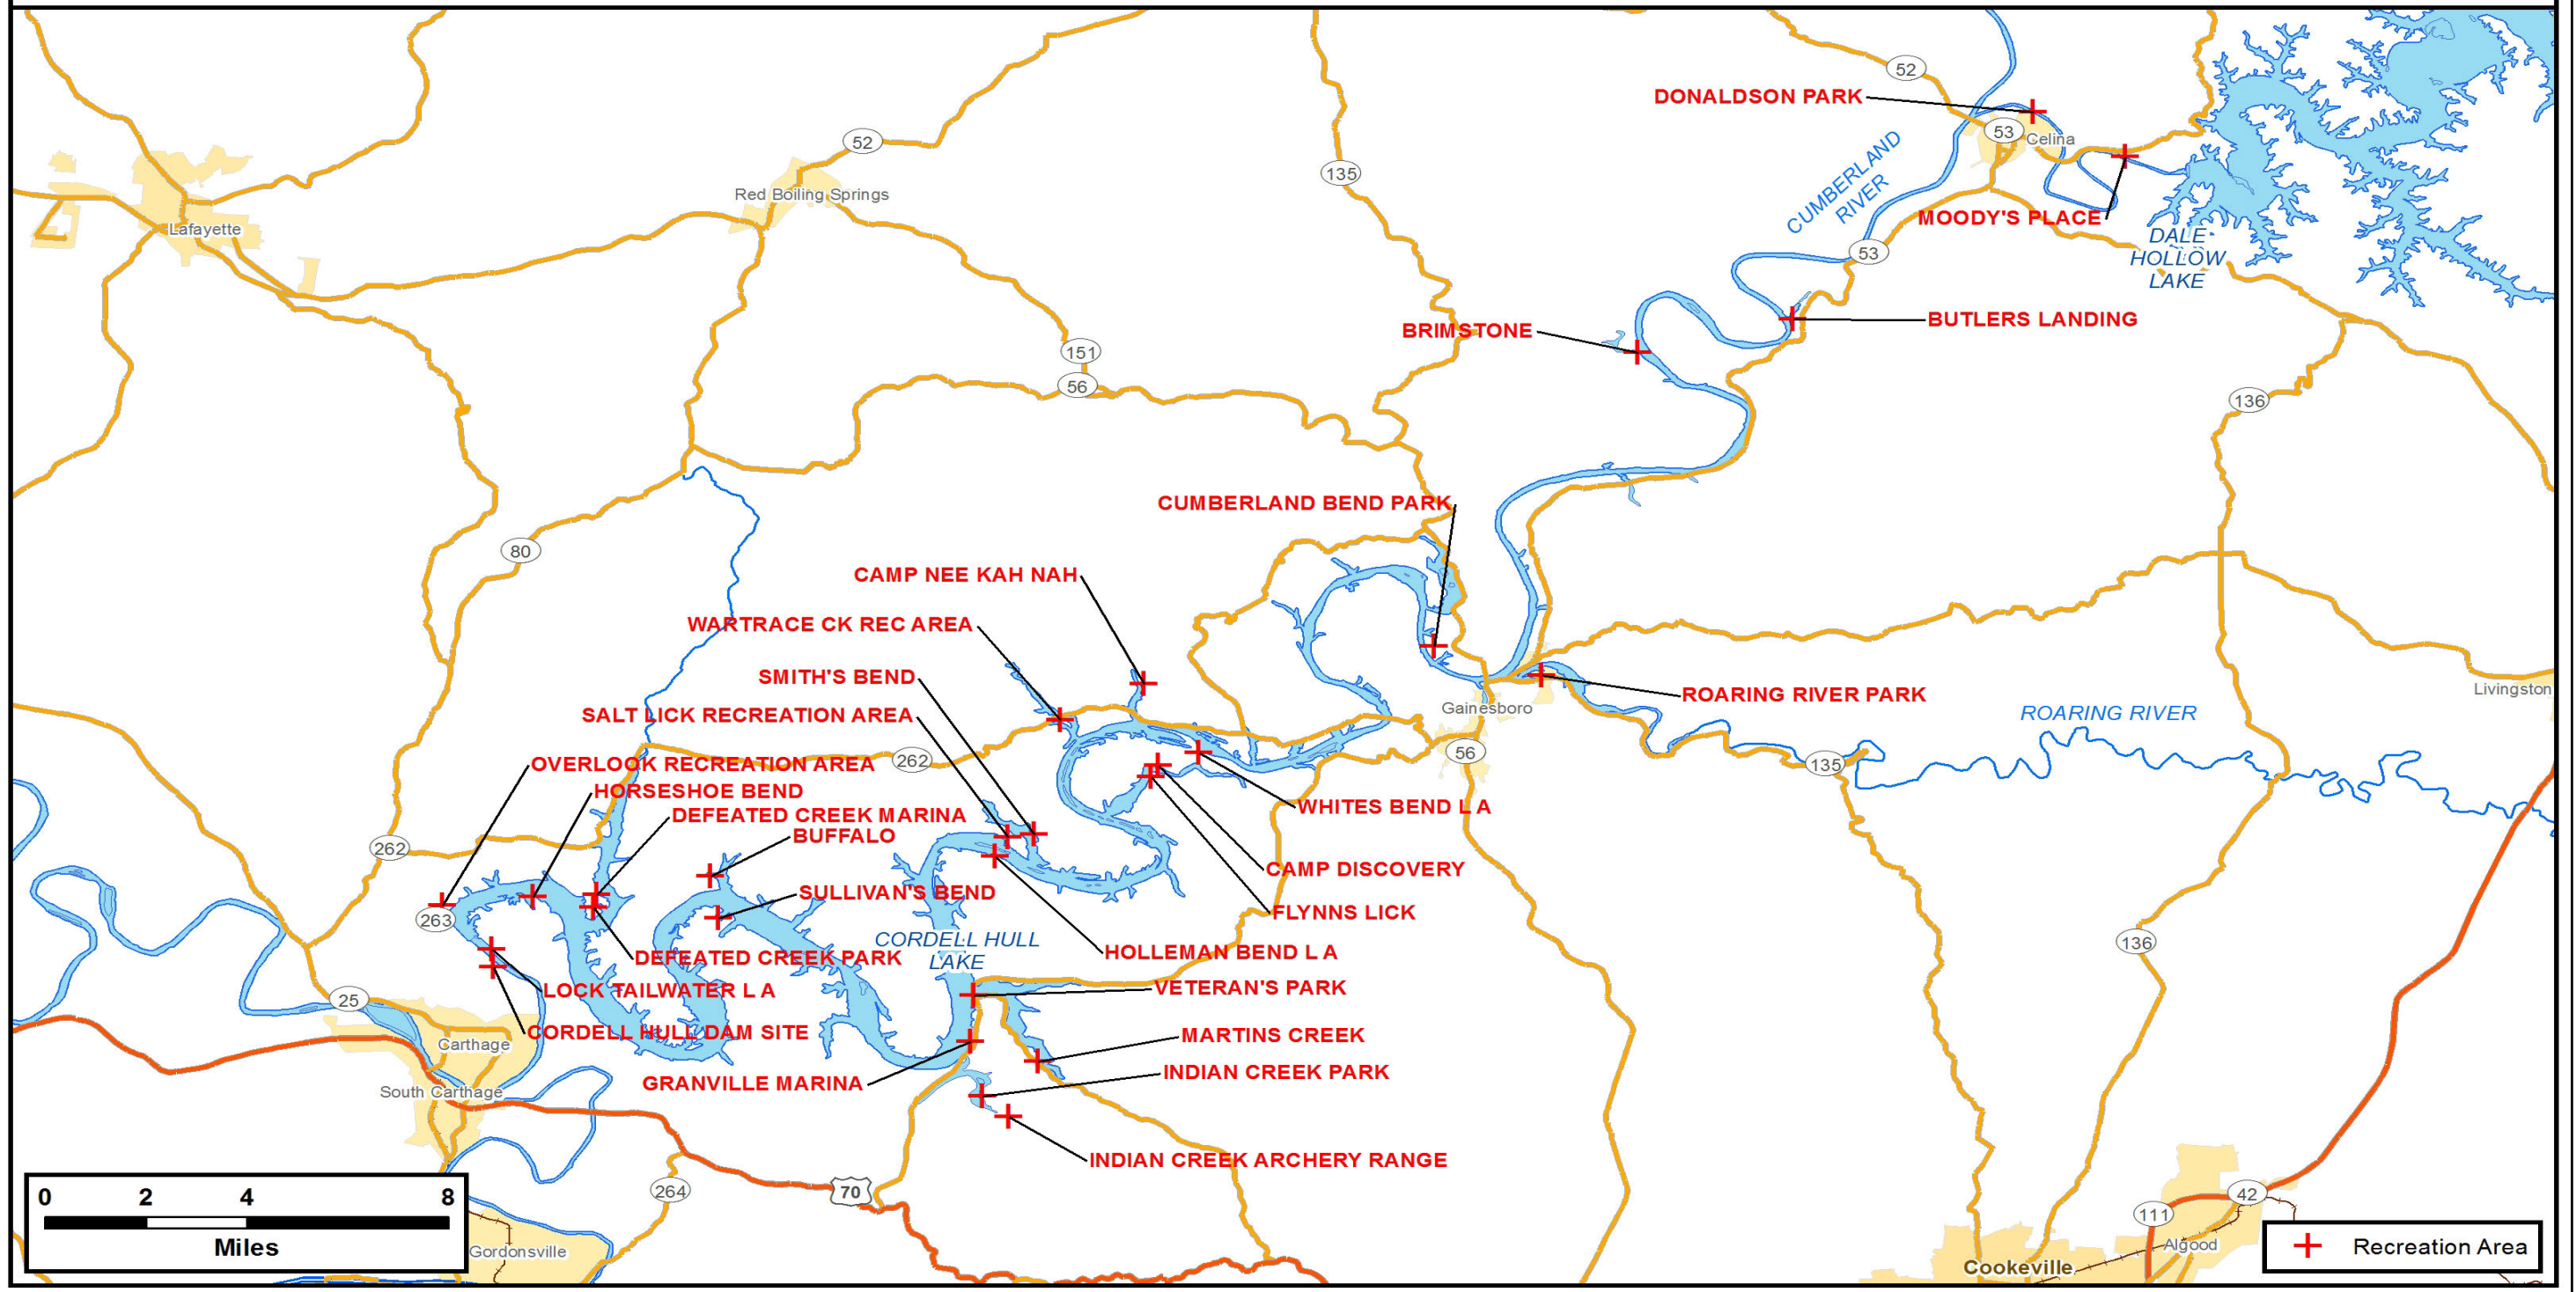 52
DONALDSON PARK
53
Celina
52
135
CUMBERLAND
RIVER
Red Boiling Springs
MOODY'S PLACE
Lafayette
DALE
HOLLOW
LAKE
53
BUTLERS LANDING
BRIMSTONE
151
56
136
CUMBERLAND BEND PARK
80
CAMP NEE KAH NAH
WARTRACE CK REC AREA
SMITH'S BEND
ROARING RIVER PARK
Livingston
Gainesboro
SALT LICK RECREATION AREA
ROARING RIVER
56
262
OVERLOOK RECREATION AREA
135
HORSESHOE BEND
WHITES BEND L A
DEFEATED CREEK MARINA
BUFFALO
262
CAMP DISCOVERY
SULLIVAN'S BEND
FLYNNS LICK
263
CORDELL HULL
LAKE
136
HOLLEMAN BEND L A
DEFEATED CREEK PARK
VETERAN'S PARK
LOCK TAILWATER L A
25
CORDELL HULL DAM SITE
MARTINS CREEK
Carthage
INDIAN CREEK PARK
GRANVILLE MARINA
South Carthage
INDIAN CREEK ARCHERY RANGE
264
70
42
111
0 2 4 8
Miles
Gordonsville
Algood
Cookeville
Recreation Area